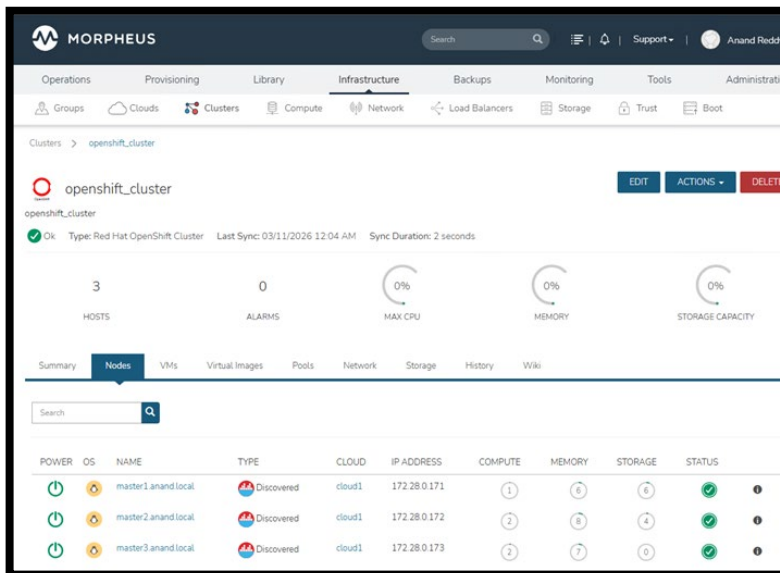 MORPHEUS
Search
Support
Anand Reddy
Operations Provisioning Library Infrastructure Backups Monitoring Tools
Groups Clouds Clusters Compute Network Load Balancers Storage Trust Boot
Clusters > openshift_cluster
openshift_cluster
EDIT ACTIONS
openshift_cluster
Ok Type: Red Hat OpenShift Cluster Last Sync: 03/11/2026 12:04 AM Sync Duration: 2 seconds
3 0 0% 0% 0%
HOSTS ALARMS MAX CPU MEMORY STORAGE CAPACITY
Summary Nodes VMs Virtual Images Pools Network Storage History Wiki
Search
POWER OS NAME TYPE CLOUD IP ADDRESS COMPUTE MEMORY STORAGE STATUS
master1.anand.local Discovered cloud1 172.28.0.171 1 6 6
master2.anand.local Discovered cloud1 172.28.0.172 2 8 4
master3.anand.local Discovered cloud1 172.28.0.173 2 7 0